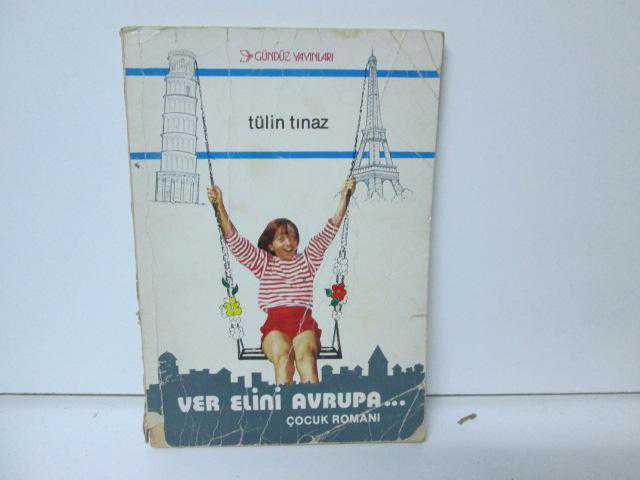 GÜNDÜZ YAYINLARI
tülin tınaz
VER ELİNİ AVRUPA...
ÇOCUK ROMANI